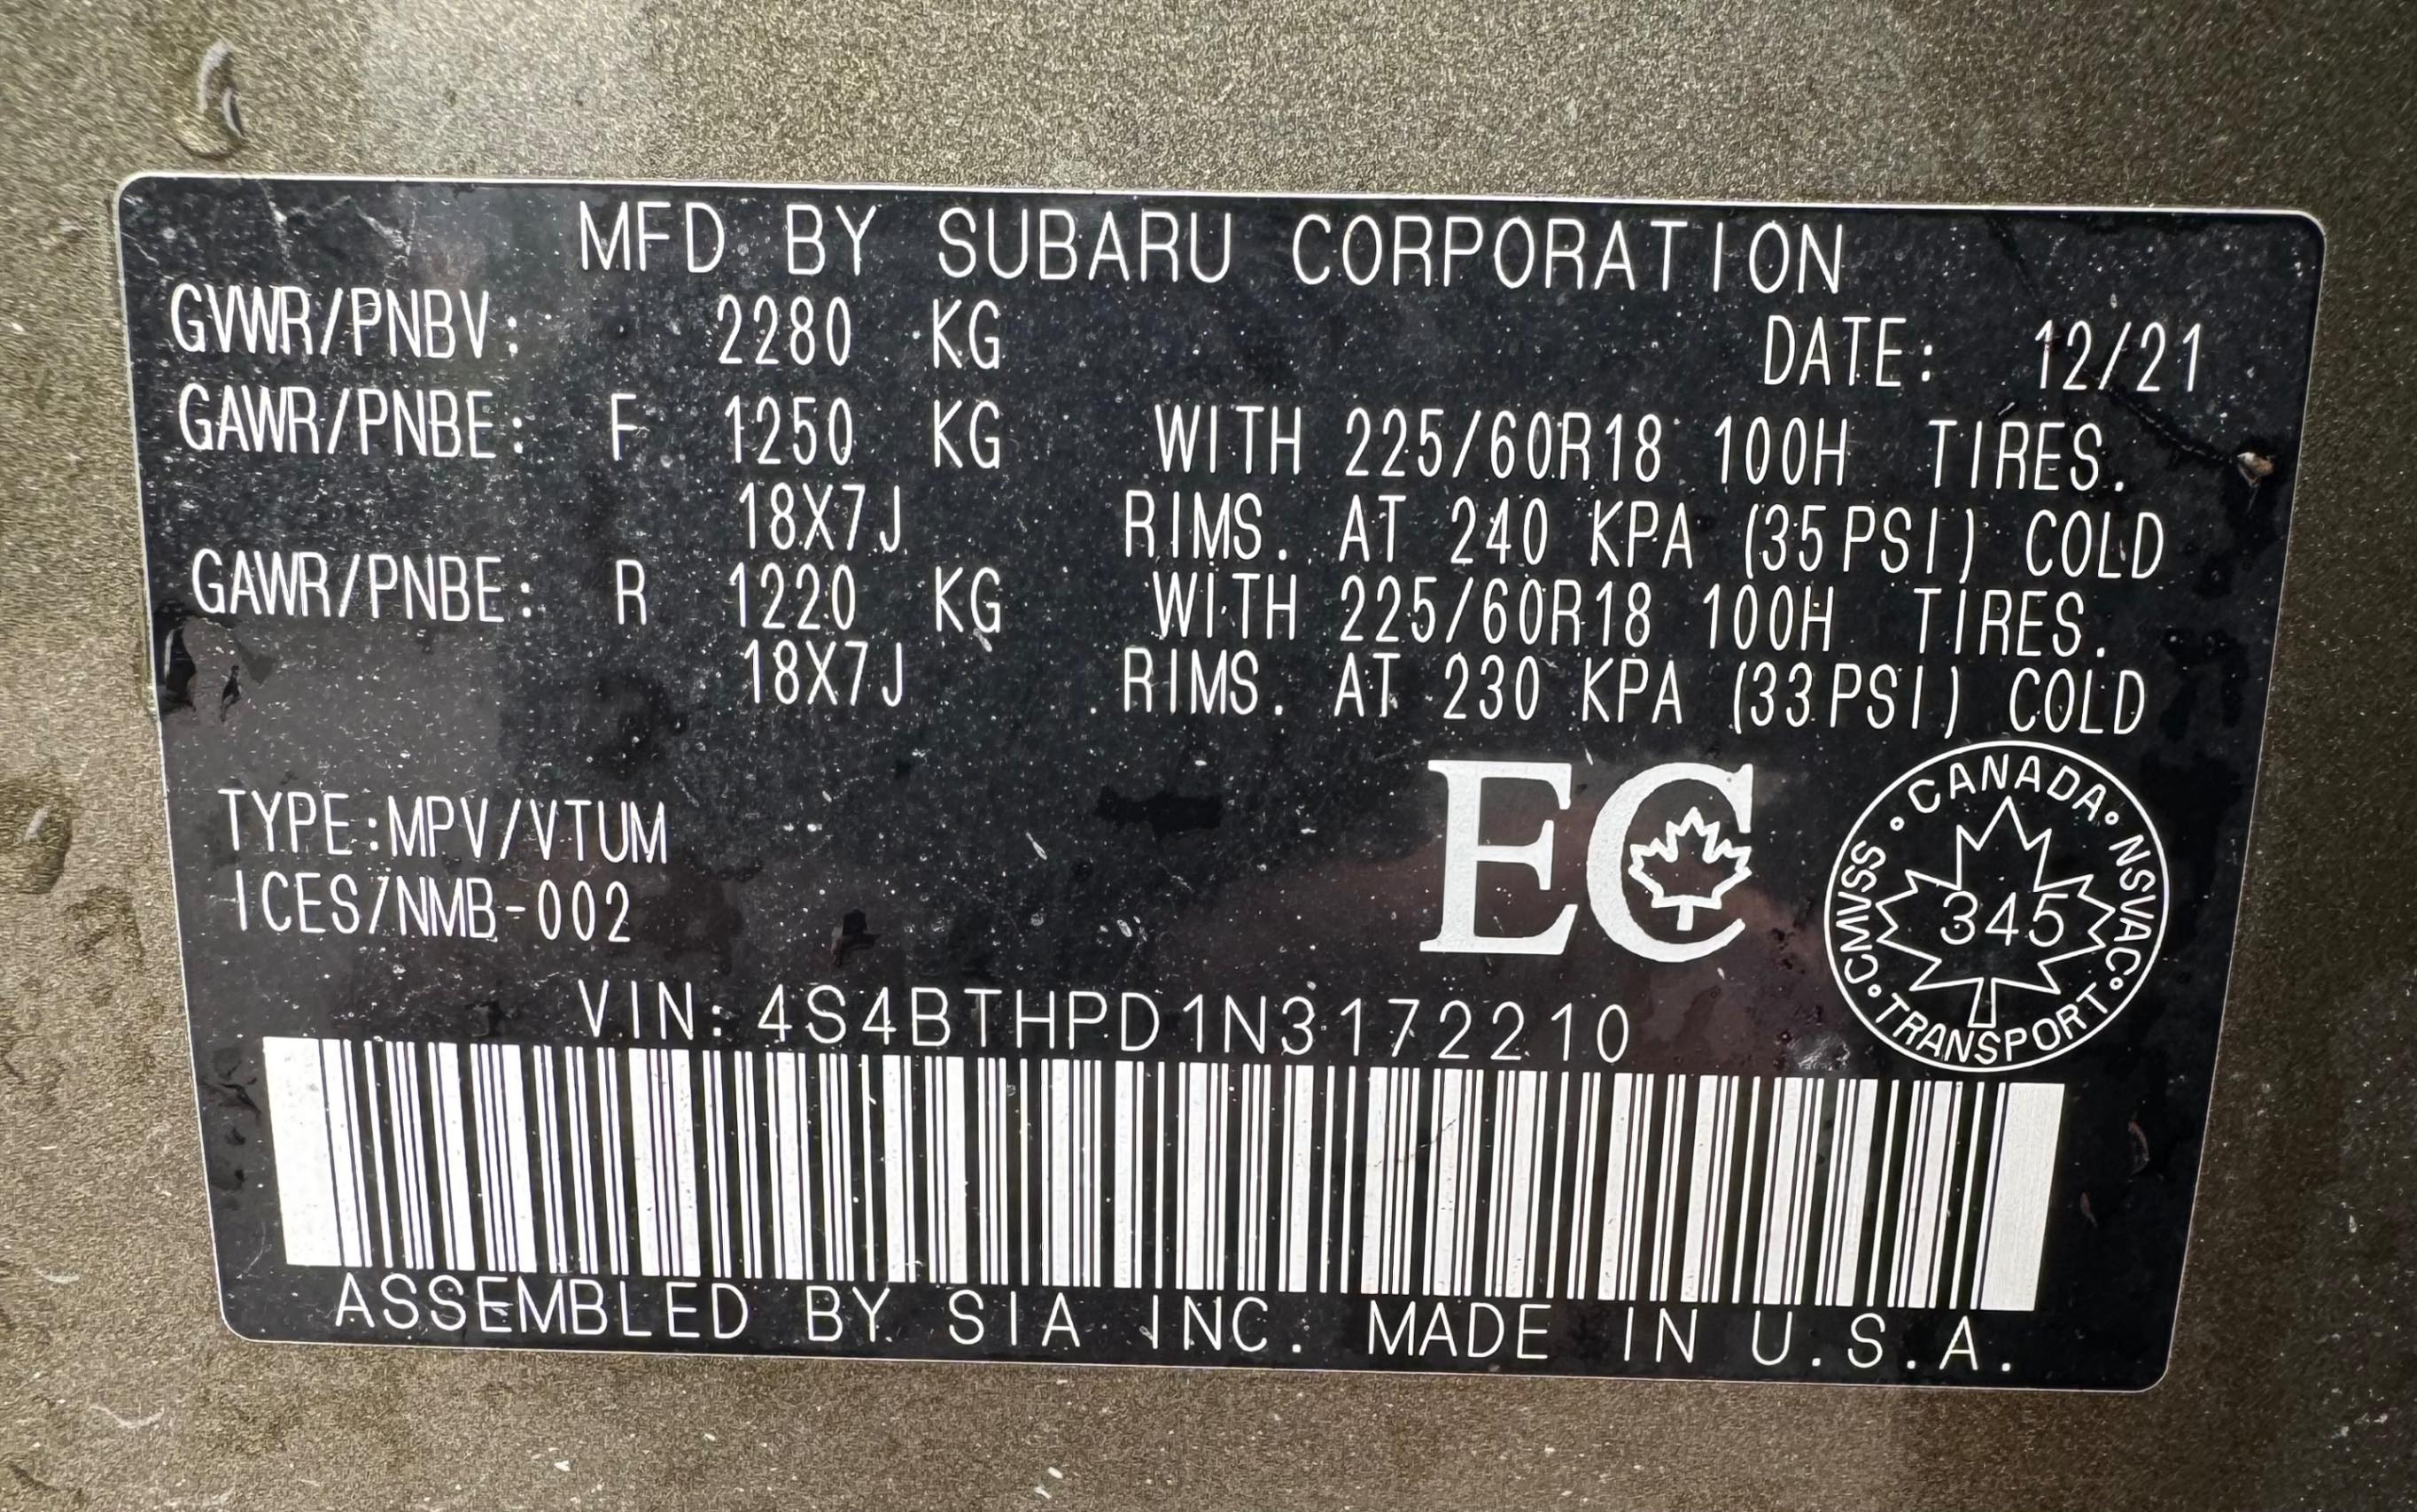 MFD BY SUBARU CORPORATION
GVWR/PNBV: 2280 KG DATE: 12/21
GAWR/PNBE: F 1250 KG WITH 225/60R18 100H TIRES.
18X7J RIMS. AT 240 KPA (35PSI) COLD
GAWR/PNBE: R 1220 KG WITH 225/60R18 100H TIRES.
18X7J RIMS. AT 230 KPA (33PSI) COLD
TYPE:MPV/VTUM
ICES/NMB-002
EC
CANADA • NSVAC • TRANSPORT • CMVSS •
345
VIN: 4S4BTHPD1N3172210
ASSEMBLED BY SIA INC. MADE IN U.S.A.